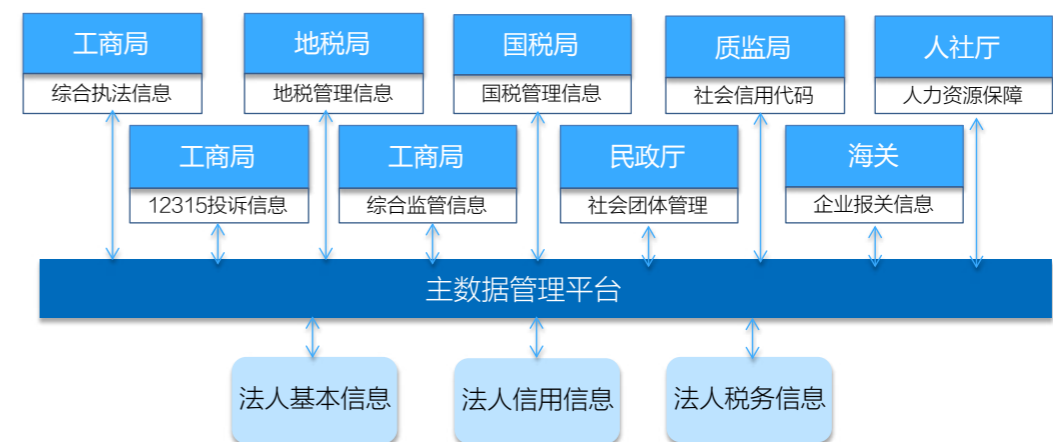 工商局
综合执法信息
地税局
地税管理信息
国税局
国税管理信息
质监局
社会信用代码
人社厅
人力资源保障
工商局
12315投诉信息
工商局
综合监管信息
民政厅
社会团体管理
海关
企业报关信息
主数据管理平台
法人基本信息
法人信用信息
法人税务信息